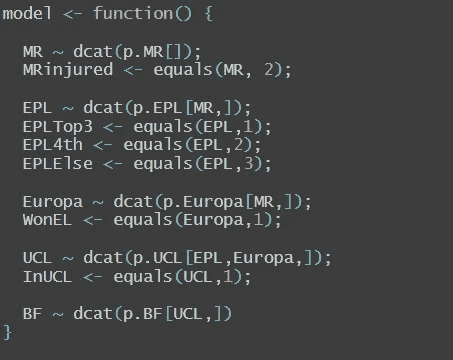 model <- function() {
MR ~ dcat(p.MR[]);
MRinjured <- equals(MR, 2);
EPL ~ dcat(p.EPL[MR,]);
EPLTop3 <- equals(EPL,1);
EPL4th <- equals(EPL,2);
EPLElse <- equals(EPL,3);
Europa ~ dcat(p.Europa[MR,]);
WonEL <- equals(Europa,1);
UCL ~ dcat(p.UCL[EPL,Europa,]);
InUCL <- equals(UCL,1);
BF ~ dcat(p.BF[UCL,])
}